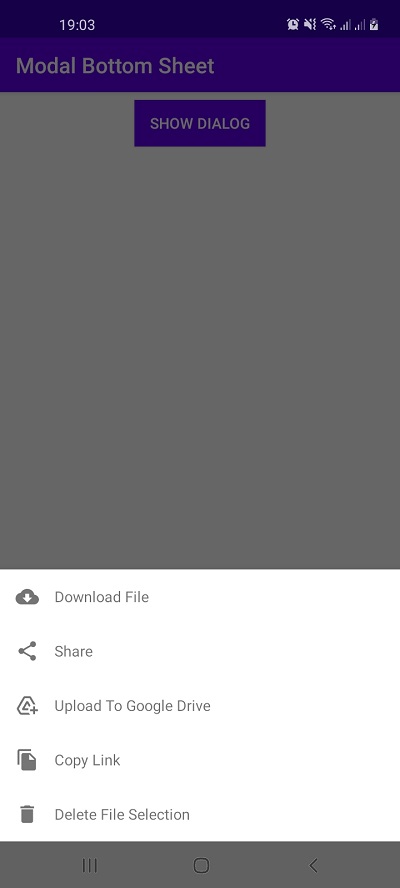 19:03
Modal Bottom Sheet
SHOW DIALOG
Download File
Share
Upload To Google Drive
Copy Link
Delete File Selection